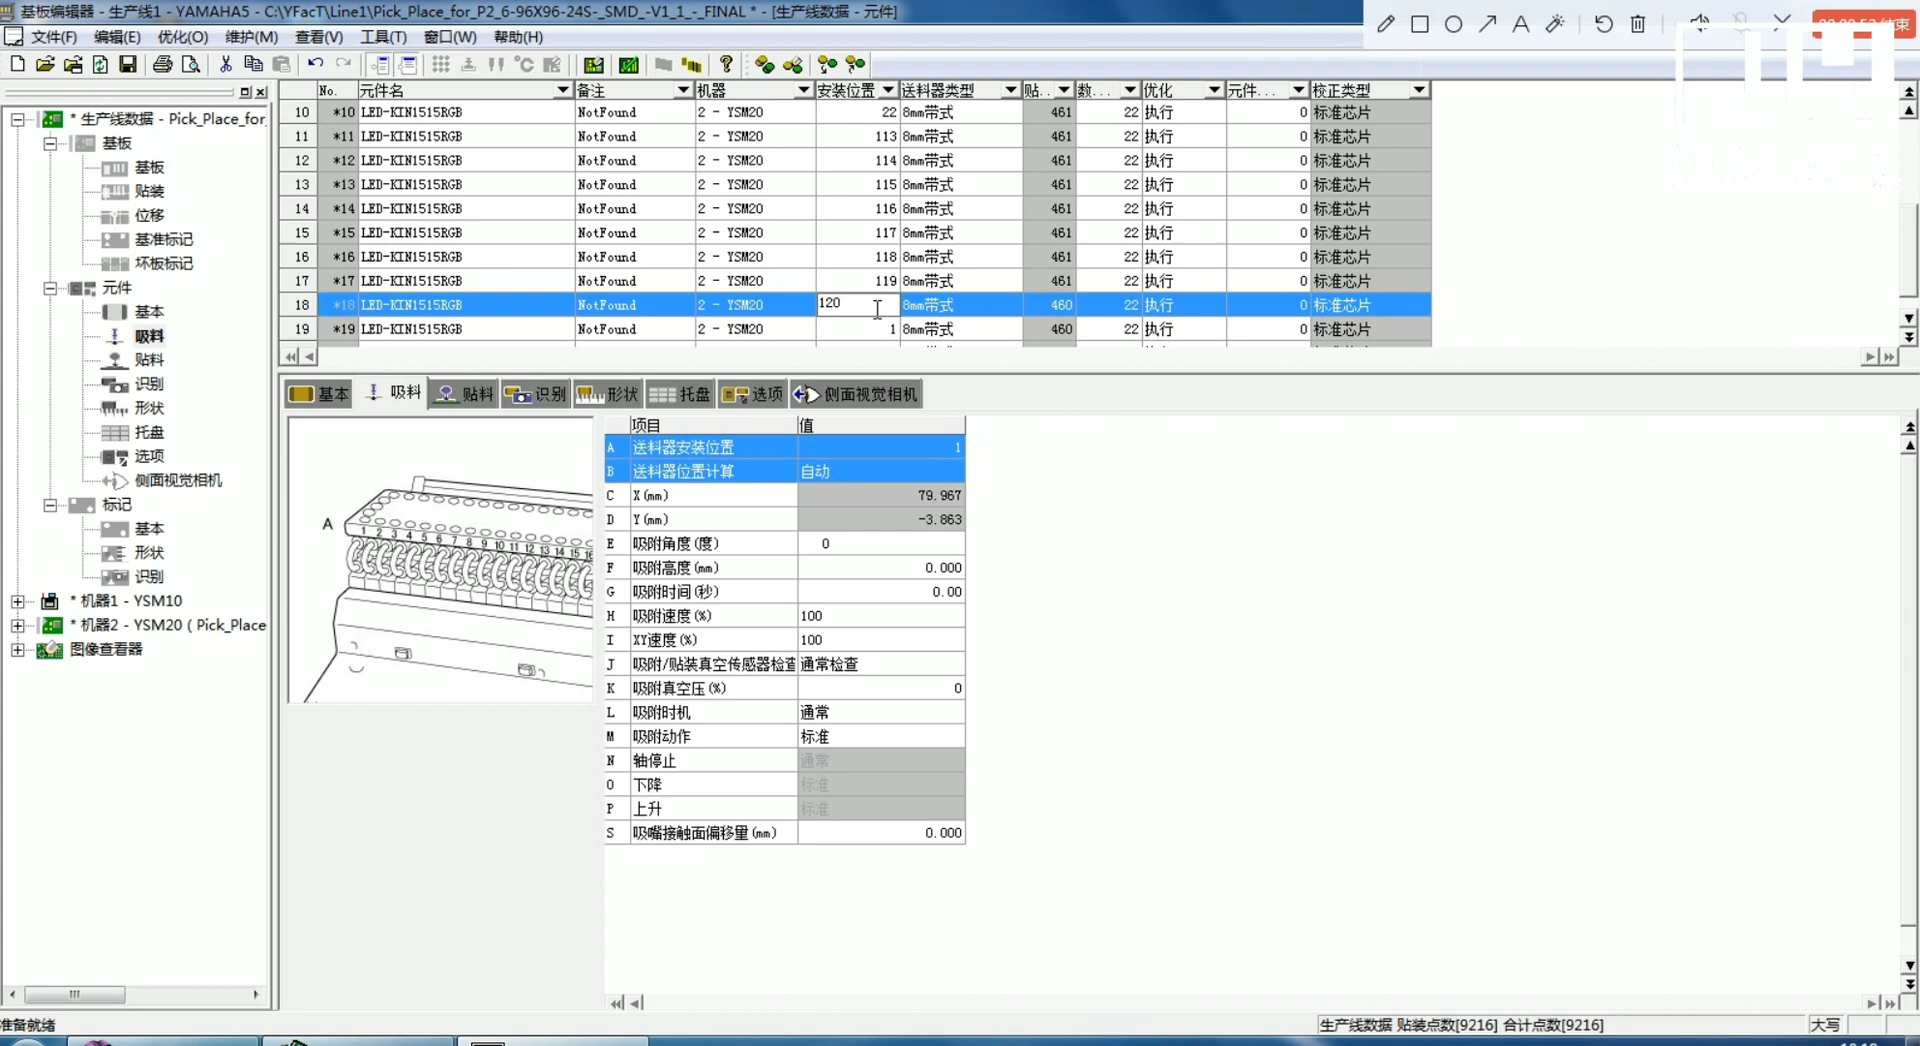 基板编辑器 - 生产线1 - YAMAHA5 - C:\YFacT\Line1\Pick_Place_for_P2_6-96X96-24S-_SMD_-V1_1_-_FINAL * - [生产线数据 - 元件]
文件(F) 编辑(E) 优化(O) 维护(M) 查看(V) 工具(T) 窗口(W) 帮助(H)
No. 元件名 备注 机器 安装位置 送料器类型 贴. 数... 优化 元件... 校正类型
10 *10 LED-KIN1515RGB NotFound 2 - YSM20 22 8mm带式 461 22 执行 0 标准芯片
11 *11 LED-KIN1515RGB NotFound 2 - YSM20 113 8mm带式 461 22 执行 0 标准芯片
12 *12 LED-KIN1515RGB NotFound 2 - YSM20 114 8mm带式 461 22 执行 0 标准芯片
13 *13 LED-KIN1515RGB NotFound 2 - YSM20 115 8mm带式 461 22 执行 0 标准芯片
14 *14 LED-KIN1515RGB NotFound 2 - YSM20 116 8mm带式 461 22 执行 0 标准芯片
15 *15 LED-KIN1515RGB NotFound 2 - YSM20 117 8mm带式 461 22 执行 0 标准芯片
16 *16 LED-KIN1515RGB NotFound 2 - YSM20 118 8mm带式 461 22 执行 0 标准芯片
17 *17 LED-KIN1515RGB NotFound 2 - YSM20 119 8mm带式 461 22 执行 0 标准芯片
18 *18 LED-KIN1515RGB NotFound 2 - YSM20 120 8mm带式 460 22 执行 0 标准芯片
19 *19 LED-KIN1515RGB NotFound 2 - YSM20 1 8mm带式 460 22 执行 0 标准芯片
* 生产线数据 - Pick_Place_for_
基板
基板
贴装
位移
基准标记
坏板标记
元件
基本
吸料
贴料
识别
形状
托盘
选项
侧面视觉相机
标记
基本
形状
识别
* 机器1 - YSM10
* 机器2 - YSM20 ( Pick_Place
图像查看器
基本 吸料 贴料 识别 形状 托盘 选项 侧面视觉相机
A
1 2 3 4 5 6 7 8 9 10 11 12 13 14 15 16
项目 值
A 送料器安装位置 1
B 送料器位置计算 自动
C X(mm) 79.967
D Y(mm) -3.863
E 吸附角度(度) 0
F 吸附高度(mm) 0.000
G 吸附时间(秒) 0.00
H 吸附速度(%) 100
I XY速度(%) 100
J 吸附/贴装真空传感器检查 通常检查
K 吸附真空压(%) 0
L 吸附时机 通常
M 吸附动作 标准
N 轴停止 通常
O 下降 标准
P 上升 标准
S 吸嘴接触面偏移量(mm) 0.000
准备就绪
生产线数据 贴装点数[9216] 合计点数[9216]
大写